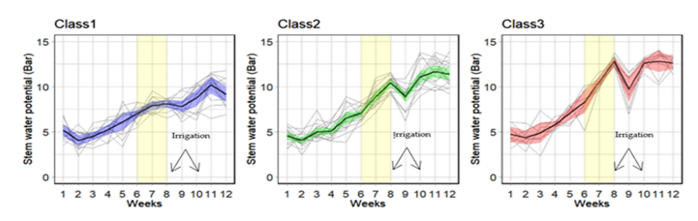 Class1
Class2
Class3
Stem water potential (Bar)
15
10
5
0
Irrigation
1 2 3 4 5 6 7 8 9 10 11 12
Weeks
Stem water potential (Bar)
15
10
5
0
Irrigation
1 2 3 4 5 6 7 8 9 10 11 12
Weeks
Stem water potential (Bar)
15
10
5
0
Irrigation
1 2 3 4 5 6 7 8 9 10 11 12
Weeks